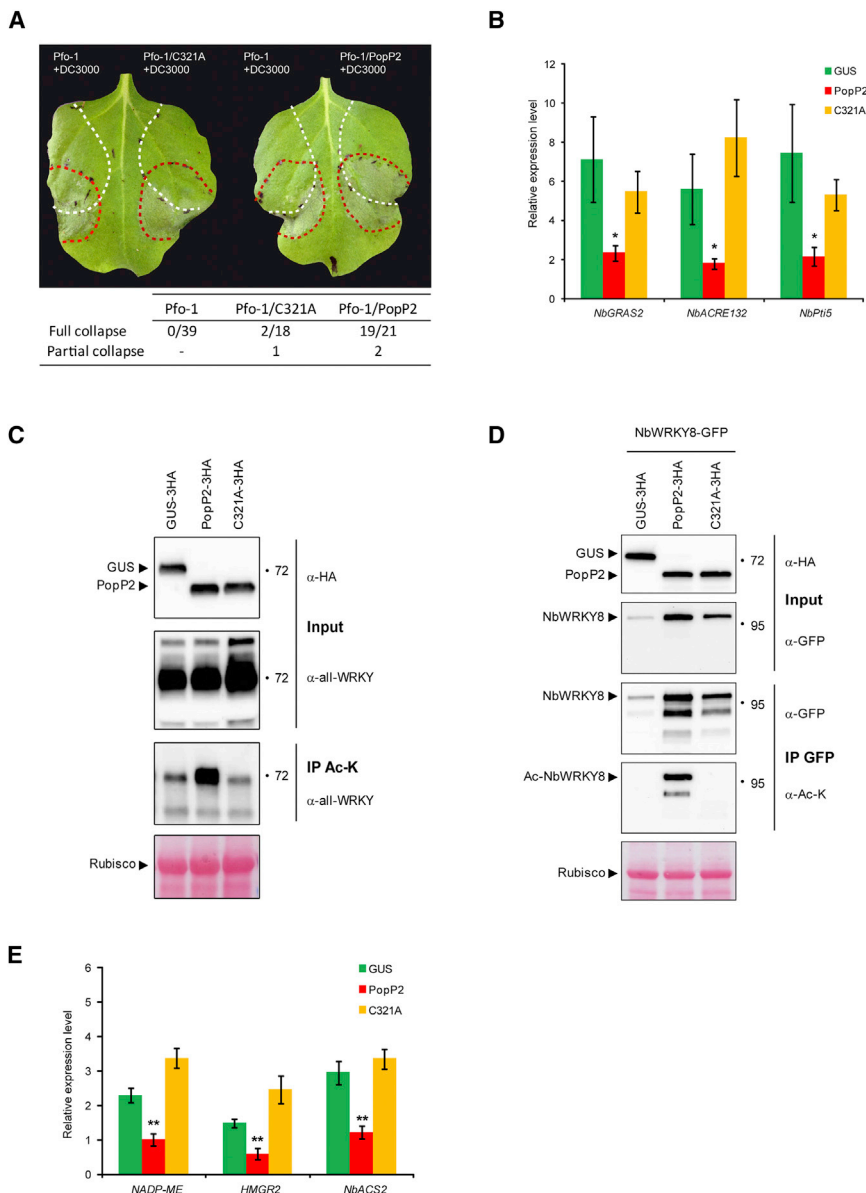 A
Pfo-1
+DC3000
Pfo-1/C321A
+DC3000
Pfo-1
+DC3000
Pfo-1/PopP2
+DC3000
Pfo-1 Pfo-1/C321A Pfo-1/PopP2
Full collapse 0/39 2/18 19/21
Partial collapse - 1 2
B
Relative expression level
12
10
8
6
4
2
0
GUS
PopP2
C321A
* * *
NbGRAS2 NbACRE132 NbPti5
C
GUS-3HA
PopP2-3HA
C321A-3HA
GUS
PopP2
• 72
α-HA
Input
• 72
α-all-WRKY
IP Ac-K
• 72
α-all-WRKY
Rubisco
D
NbWRKY8-GFP
GUS-3HA
PopP2-3HA
C321A-3HA
GUS
PopP2
• 72
α-HA
Input
NbWRKY8
• 95
α-GFP
NbWRKY8
• 95
α-GFP
IP GFP
Ac-NbWRKY8
• 95
α-Ac-K
Rubisco
E
Relative expression level
6
5
4
3
2
1
0
GUS
PopP2
C321A
** ** **
NADP-ME HMGR2 NbACS2